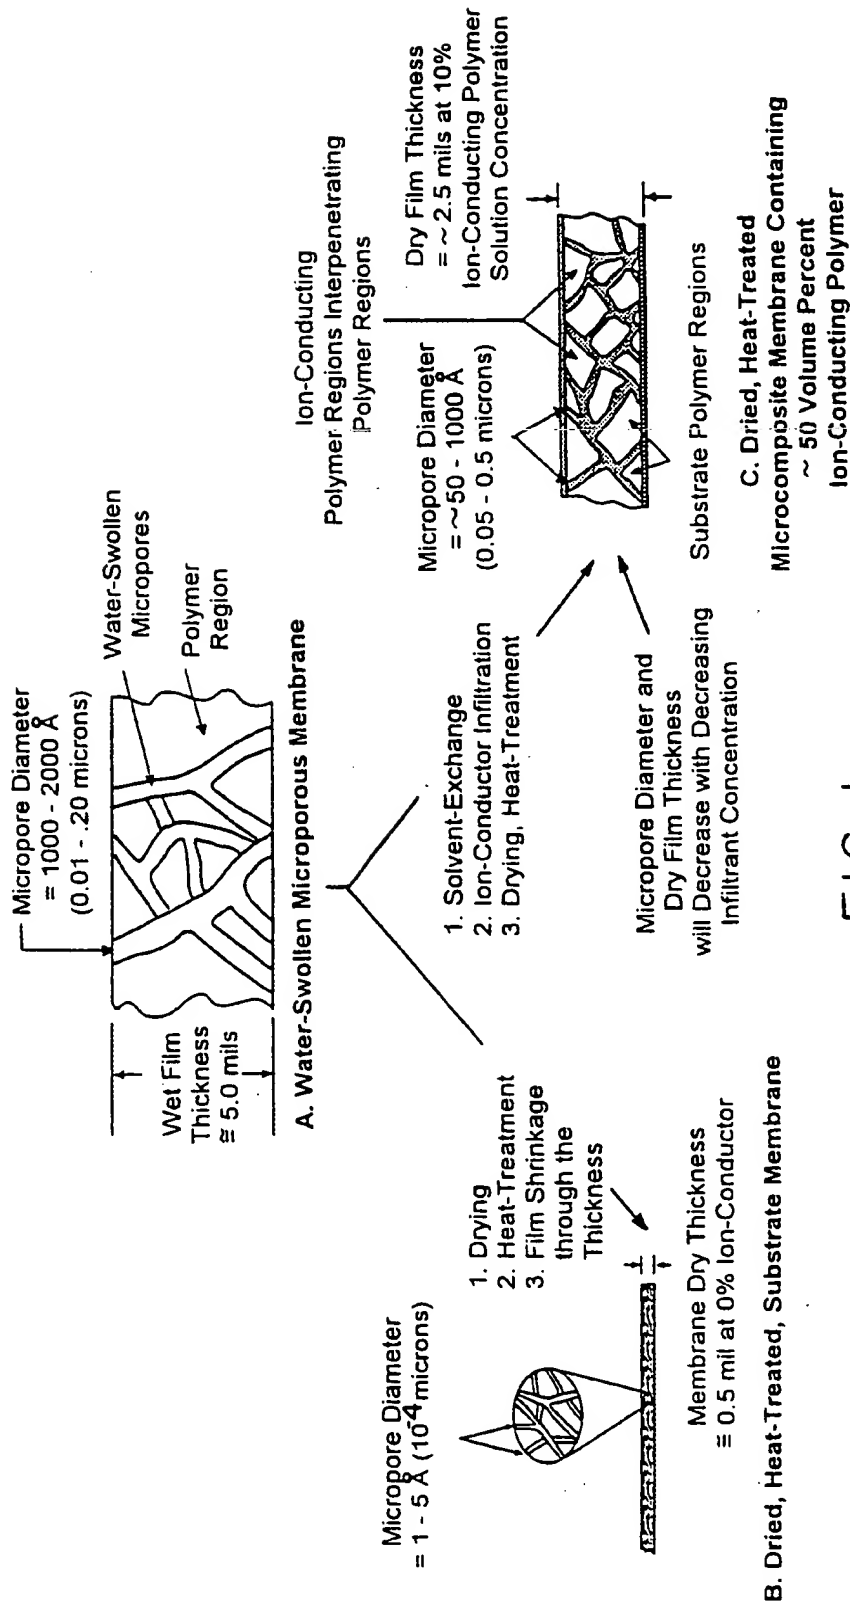 Micropore Diameter
= 1000 - 2000 Å
(0.01 - .20 microns)
Water-Swollen
Micropores
Polymer
Region
Wet Film
Thickness
≅ 5.0 mils
A. Water-Swollen Microporous Membrane
1. Drying
2. Heat-Treatment
3. Film Shrinkage
through the
Thickness
Micropore Diameter
= 1 - 5 Å (10-4 microns)
Membrane Dry Thickness
≅ 0.5 mil at 0% Ion-Conductor
B. Dried, Heat-Treated, Substrate Membrane
1. Solvent-Exchange
2. Ion-Conductor Infiltration
3. Drying, Heat-Treatment
Micropore Diameter and
Dry Film Thickness
will Decrease with Decreasing
Infiltrant Concentration
Ion-Conducting
Polymer Regions Interpenetrating
Polymer Regions
Micropore Diameter
= ~50 - 1000 Å
(0.05 - 0.5 microns)
Dry Film Thickness
= ~2.5 mils at 10%
Ion-Conducting Polymer
Solution Concentration
Substrate Polymer Regions
C. Dried, Heat-Treated
Microcomposite Membrane Containing
~ 50 Volume Percent
Ion-Conducting Polymer